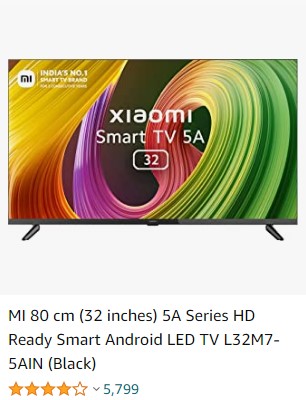 MI
INDIA'S NO.1
SMART TV BRAND
xiaomi
Smart TV 5A
32
MI 80 cm (32 inches) 5A Series HD
Ready Smart Android LED TV L32M7-
5AIN (Black)
5,799